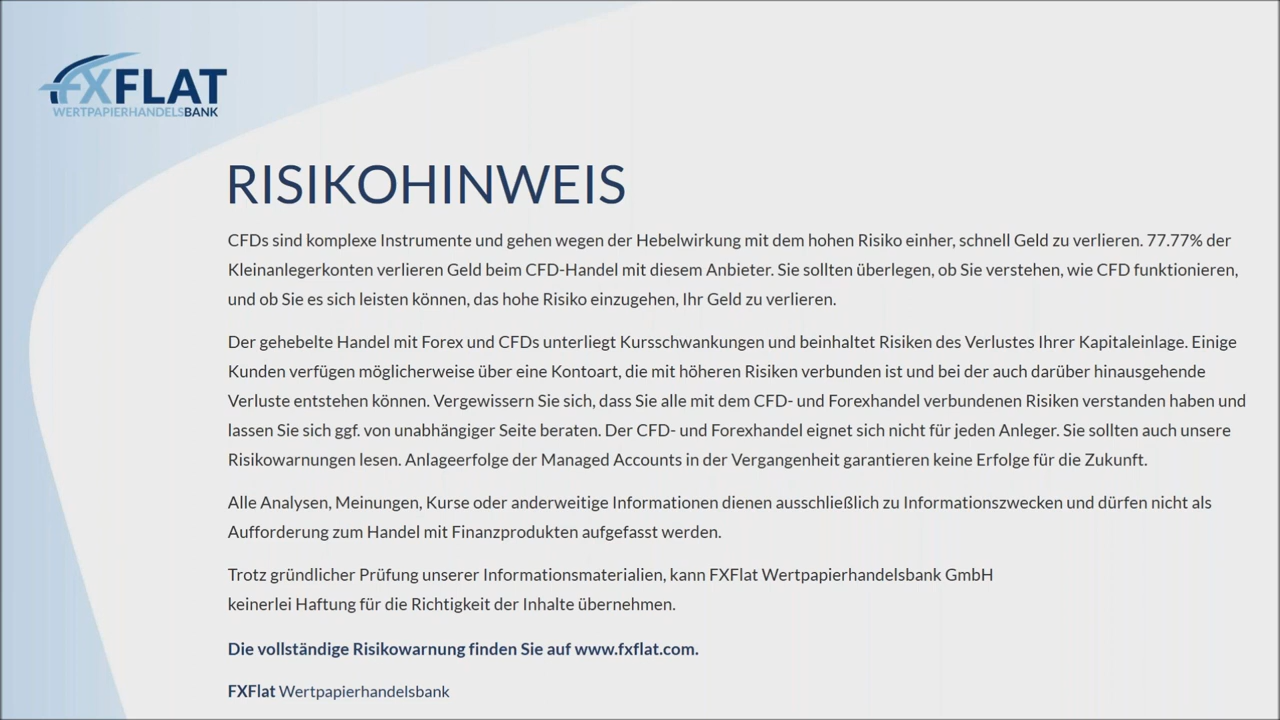 FXFLAT
WERTPAPIERHANDELSBANK
RISIKOHINWEIS
CFDs sind komplexe Instrumente und gehen wegen der Hebelwirkung mit dem hohen Risiko einher, schnell Geld zu verlieren. 77.77% der
Kleinanlegerkonten verlieren Geld beim CFD-Handel mit diesem Anbieter. Sie sollten überlegen, ob Sie verstehen, wie CFD funktionieren,
und ob Sie es sich leisten können, das hohe Risiko einzugehen, Ihr Geld zu verlieren.
Der gehebelte Handel mit Forex und CFDs unterliegt Kursschwankungen und beinhaltet Risiken des Verlustes Ihrer Kapitaleinlage. Einige
Kunden verfügen möglicherweise über eine Kontoart, die mit höheren Risiken verbunden ist und bei der auch darüber hinausgehende
Verluste entstehen können. Vergewissern Sie sich, dass Sie alle mit dem CFD- und Forexhandel verbundenen Risiken verstanden haben und
lassen Sie sich ggf. von unabhängiger Seite beraten. Der CFD- und Forexhandel eignet sich nicht für jeden Anleger. Sie sollten auch unsere
Risikowarnungen lesen. Anlageerfolge der Managed Accounts in der Vergangenheit garantieren keine Erfolge für die Zukunft.
Alle Analysen, Meinungen, Kurse oder anderweitige Informationen dienen ausschließlich zu Informationszwecken und dürfen nicht als
Aufforderung zum Handel mit Finanzprodukten aufgefasst werden.
Trotz gründlicher Prüfung unserer Informationsmaterialien, kann FXFlat Wertpapierhandelsbank GmbH
keinerlei Haftung für die Richtigkeit der Inhalte übernehmen.
Die vollständige Risikowarnung finden Sie auf www.fxflat.com.
FXFlat Wertpapierhandelsbank